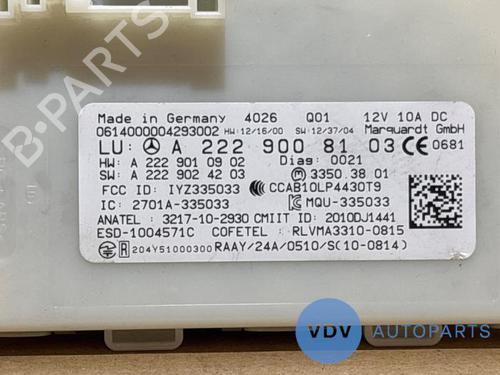 B-PARTS
Made in Germany 4026 Q01 12V 10A DC
0614000004293002 HW:12/16/00 SW:12/37/04 Marquardt GmbH
LU: A 222 900 81 03 CE 0681
HW: A 222 901 09 02 Diag: 0021
SW: A 222 902 42 03 3350.38 01
FCC ID: IYZ335033 CCAB10LP4430T9
IC: 2701A-335033 MQU-335033
ANATEL : 3217-10-2930 CMIIT ID: 2010DJ1441
ESD-1004571C COFETEL : RLVMA3310-0815
R 204Y51000300 RAAY/24A/0510/S(10-0814)
VDV AUTOPARTS